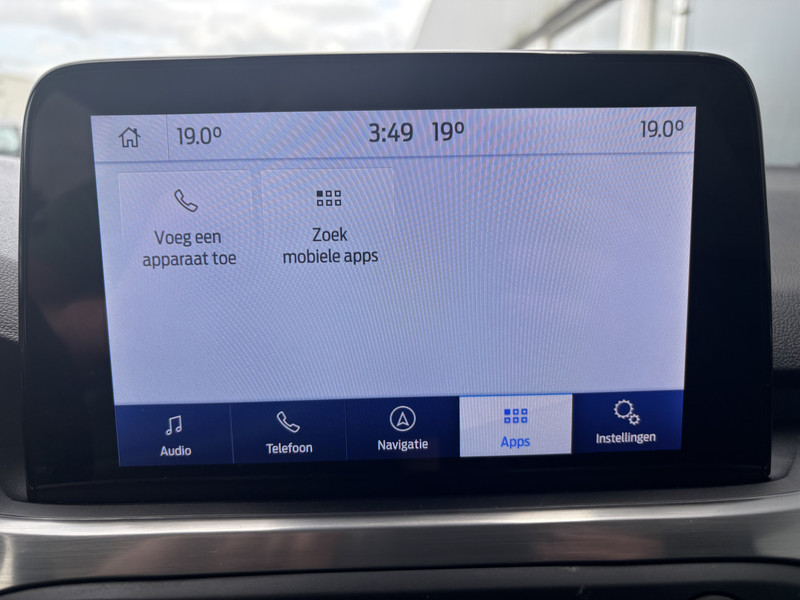 19.0° 3:49 19° 19.0°
Voeg een
apparaat toe
Zoek
mobiele apps
Audio Telefoon Navigatie Apps Instellingen